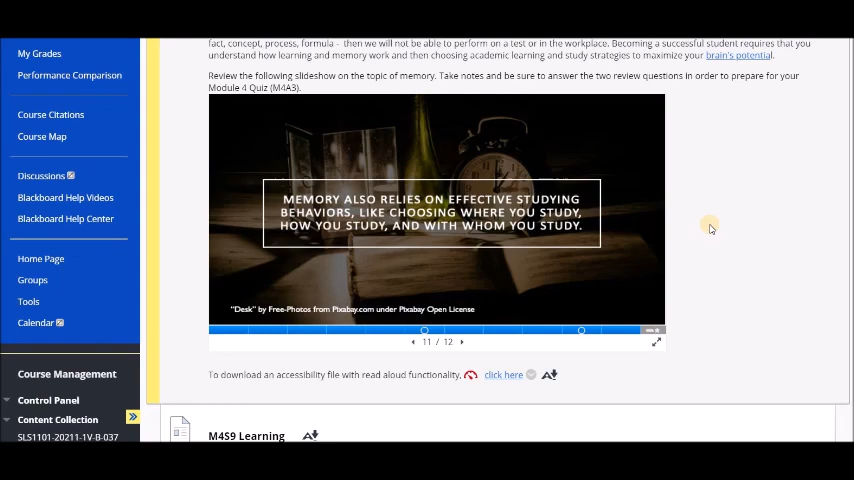 My Grades
Performance Comparison
Course Citations
Course Map
Discussions
Blackboard Help Videos
Blackboard Help Center
Home Page
Groups
Tools
Calendar
Course Management
Control Panel
Content Collection
SLS1101-20211-1V-B-037
fact, concept, process, formula - then we will not be able to perform on a test or in the workplace. Becoming a successful student requires that you
understand how learning and memory work and then choosing academic learning and study strategies to maximize your brain's potential.
Review the following slideshow on the topic of memory. Take notes and be sure to answer the two review questions in order to prepare for your
Module 4 Quiz (M4A3).
MEMORY ALSO RELIES ON EFFECTIVE STUDYING
BEHAVIORS, LIKE CHOOSING WHERE YOU STUDY,
HOW YOU STUDY, AND WITH WHOM YOU STUDY.
"Desk" by Free-Photos from Pixabay.com under Pixabay Open License
11 / 12
To download an accessibility file with read aloud functionality, click here
M4S9 Learning